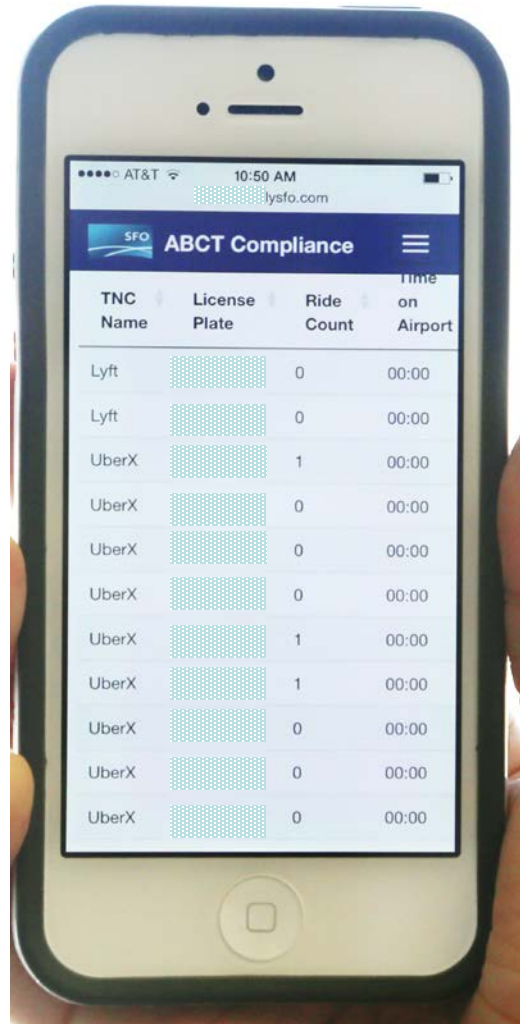 AT&T 10:50 AM
lysfo.com
SFO ABCT Compliance
TNC Name License Plate Ride Count Time on Airport
Lyft 0 00:00
Lyft 0 00:00
UberX 1 00:00
UberX 0 00:00
UberX 0 00:00
UberX 0 00:00
UberX 1 00:00
UberX 1 00:00
UberX 0 00:00
UberX 0 00:00
UberX 0 00:00